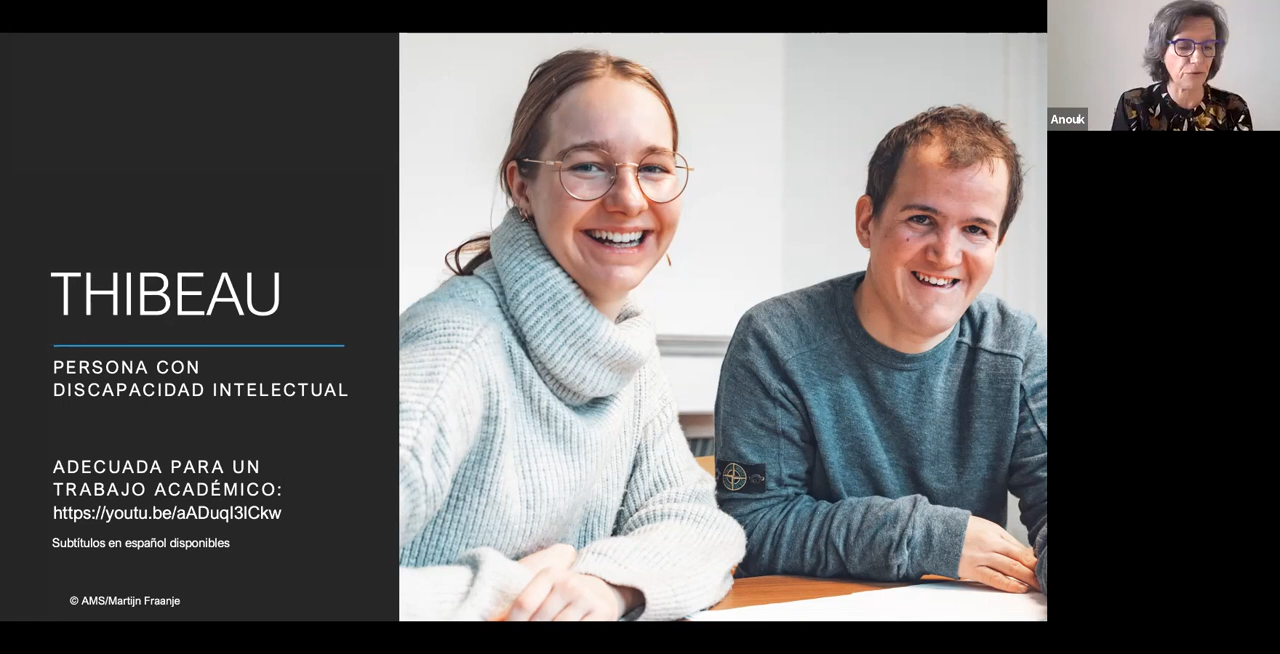 THIBEAU
PERSONA CON
DISCAPACIDAD INTELECTUAL
ADECUADA PARA UN
TRABAJO ACADÉMICO:
https://youtu.be/aADuqI3lCkw
Subtítulos en español disponibles
© AMS/Martijn Fraanje
Anouk